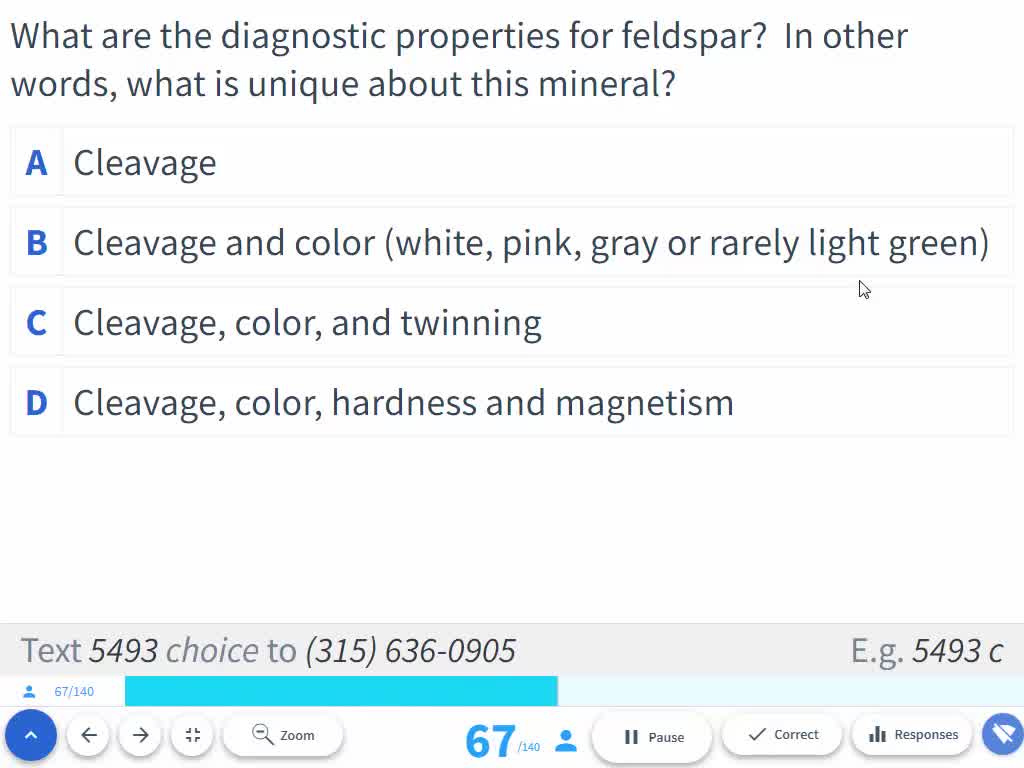 What are the diagnostic properties for feldspar?  In other
words, what is unique about this mineral?
A Cleavage
B Cleavage and color (white, pink, gray or rarely light green)
C Cleavage, color, and twinning
D Cleavage, color, hardness and magnetism
Text 5493 choice to (315) 636-0905 E.g. 5493 c
67/140
Zoom 67/140 Pause Correct Responses